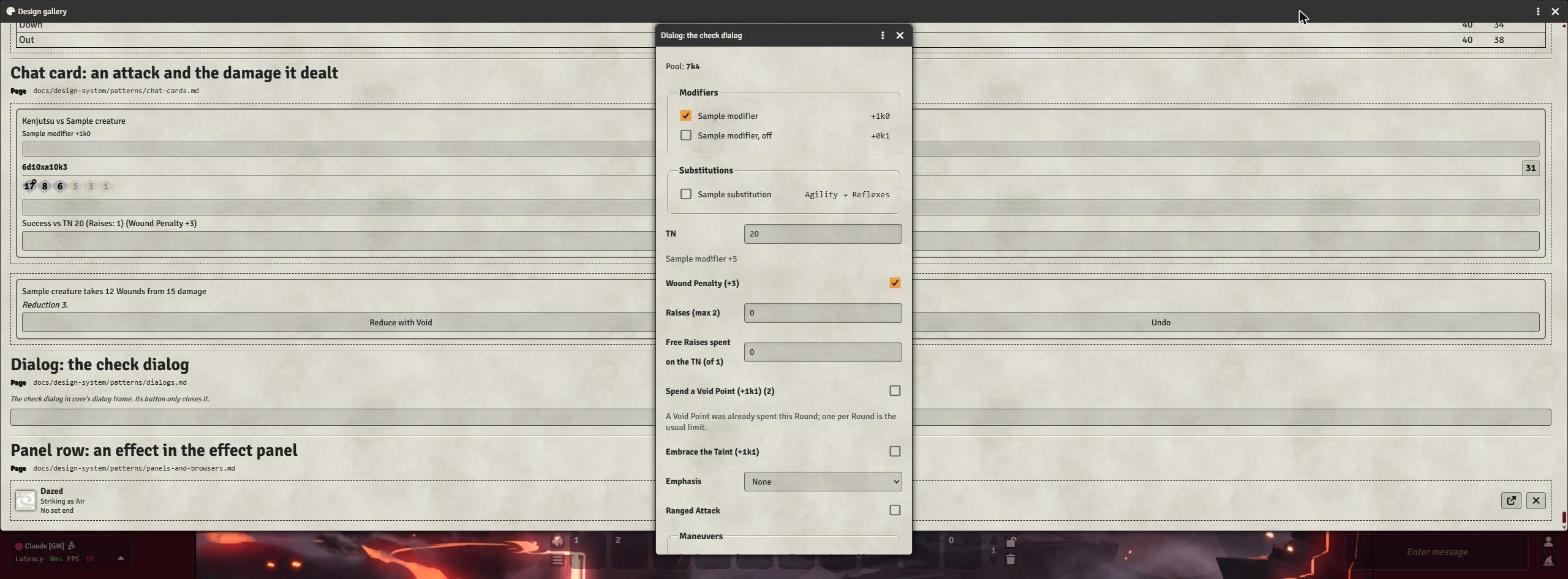 Design gallery
Down 40 34
Out 40 38
Chat card: an attack and the damage it dealt
Page docs/design-system/patterns/chat-cards.md
Kenjutsu vs Sample creature
Sample modifier +1k0
6d10xa10k3 31
17 8 6 5 3 1
Success vs TN 20 (Raises: 1) (Wound Penalty +3)
Sample creature takes 12 Wounds from 15 damage
Reduction 3.
Reduce with Void Undo
Dialog: the check dialog
Page docs/design-system/patterns/dialogs.md
The check dialog in core's dialog frame. Its button only closes it.
Panel row: an effect in the effect panel
Page docs/design-system/patterns/panels-and-browsers.md
Dazed
Striking as Air
No set end
Dialog: the check dialog
Pool: 7k4
Modifiers
Sample modifier +1k0
Sample modifier, off +0k1
Substitutions
Sample substitution Agility → Reflexes
TN 20
Sample modifier +5
Wound Penalty (+3)
Raises (max 2) 0
Free Raises spent
on the TN (of 1) 0
Spend a Void Point (+1k1) (2)
A Void Point was already spent this Round; one per Round is the
usual limit.
Embrace the Taint (+1k1)
Emphasis None
Ranged Attack
Maneuvers
Claude [GM]
Latency 0ms FPS 19
1 2 0
1
Enter message